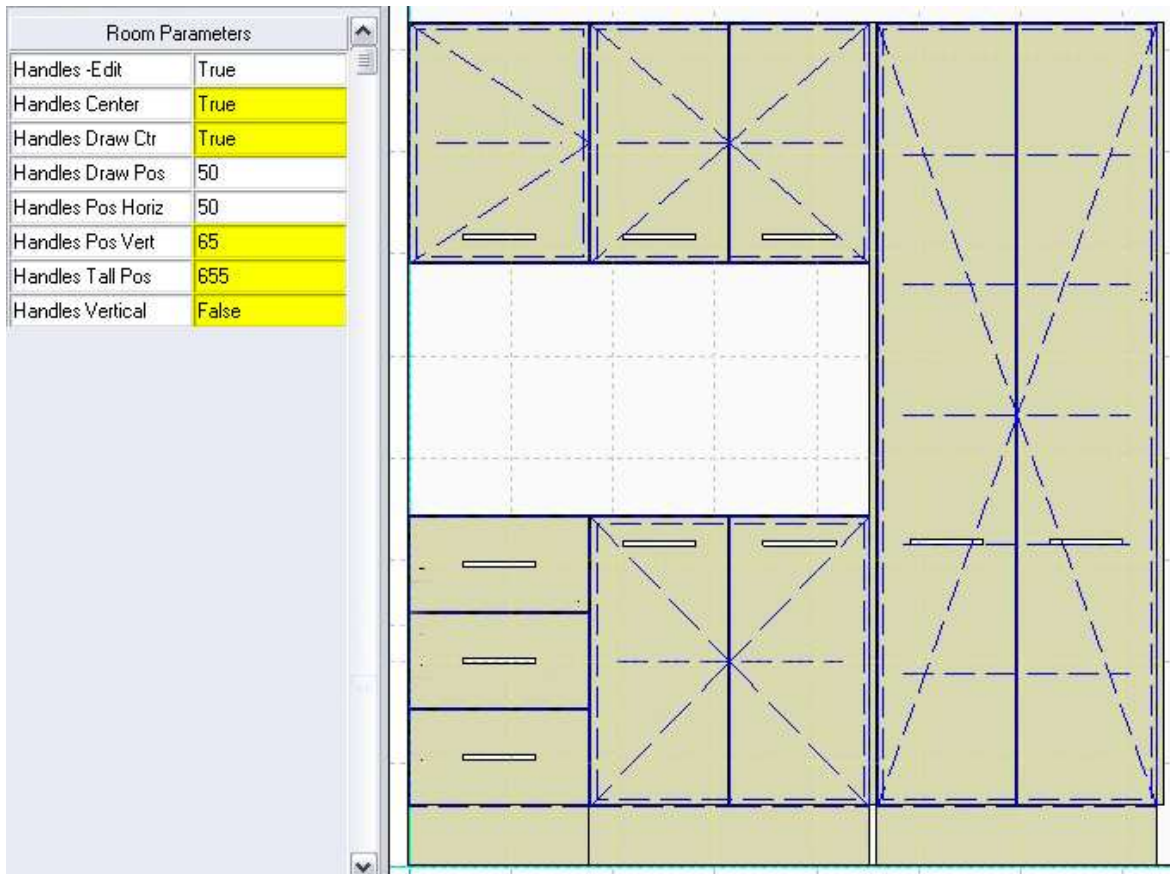 Room Parameters
Handles -Edit True
Handles Center True
Handles Draw Ctr True
Handles Draw Pos 50
Handles Pos Horiz 50
Handles Pos Vert 65
Handles Tall Pos 655
Handles Vertical False